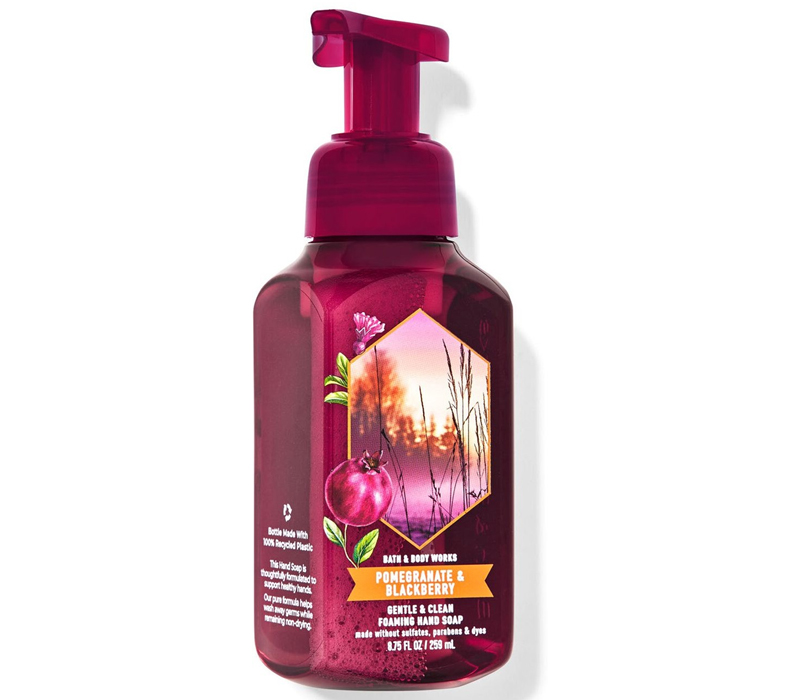 Bottle Made With
100% Recycled Plastic
This Hand Soap is
thoughtfully formulated to
support healthy hands.
Our pure formula helps
wash away germs while
remaining non-drying.
BATH & BODY WORKS
POMEGRANATE &
BLACKBERRY
GENTLE & CLEAN
FOAMING HAND SOAP
made without sulfates, parabens & dyes
8.75 FL OZ / 259 mL